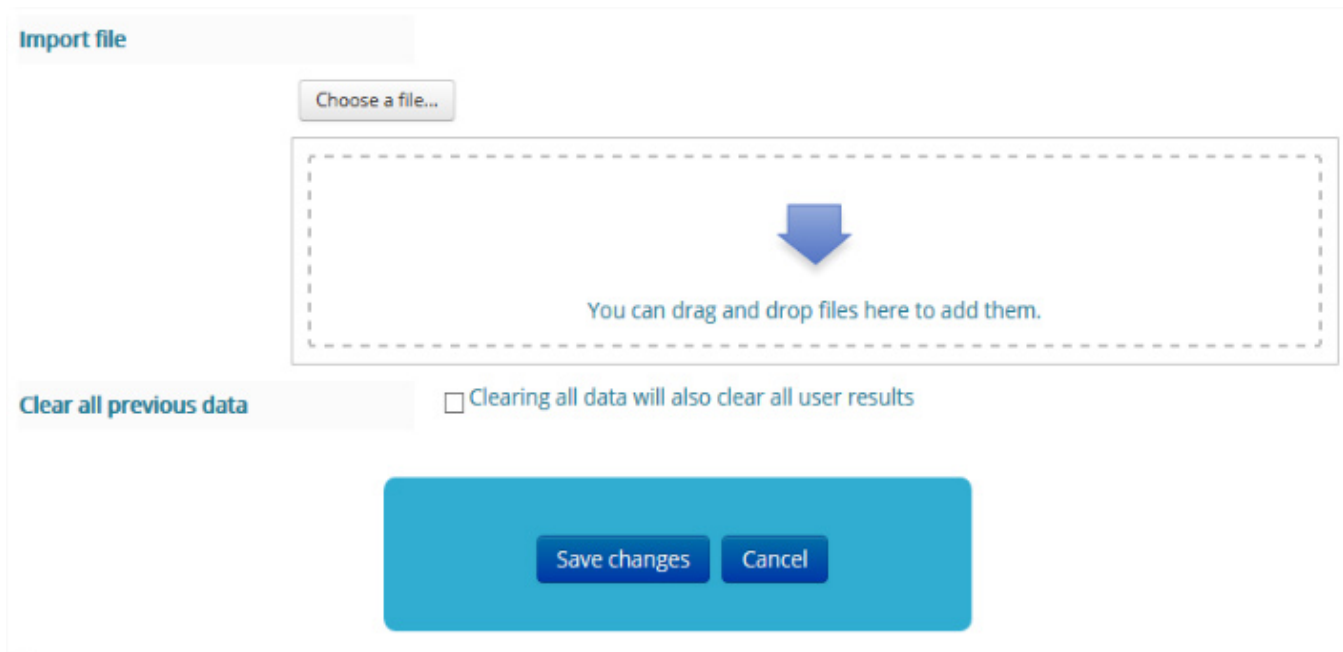 Import file
Choose a file...
You can drag and drop files here to add them.
Clear all previous data
Clearing all data will also clear all user results
Save changes
Cancel